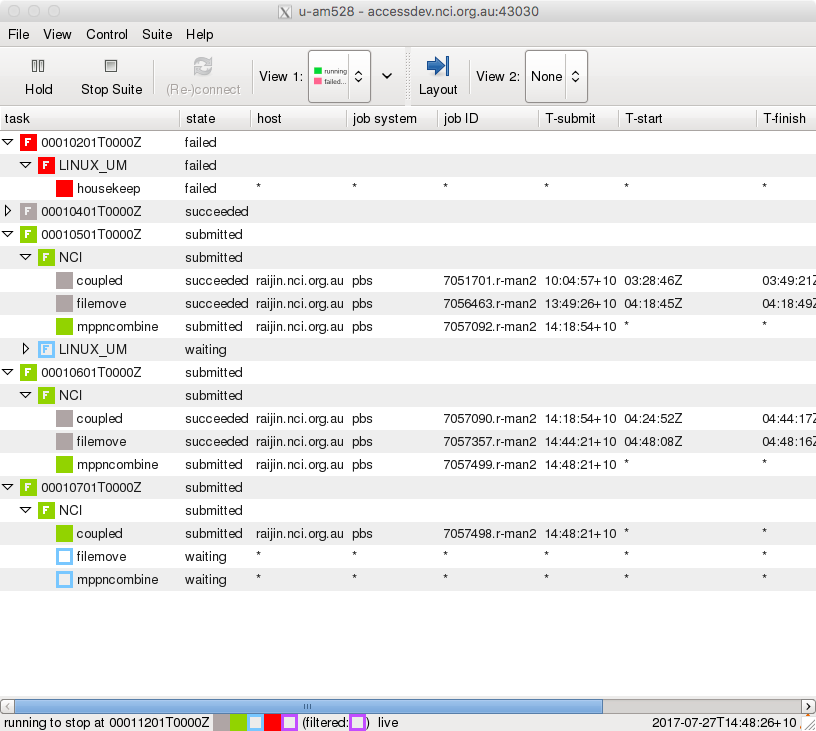 u-am528 - accessdev.nci.org.au:43030
File View Control Suite Help
Hold Stop Suite (Re-)connect View 1: running failed... Layout View 2: None
task state host job system job ID T-submit T-start T-finish
F 00010201T0000Z failed
F LINUX_UM failed
housekeep failed * * * * * *
F 00010401T0000Z succeeded
F 00010501T0000Z submitted
F NCI submitted
coupled succeeded raijin.nci.org.au pbs 7051701.r-man2 10:04:57+10 03:28:46Z 03:49:21Z
filemove succeeded raijin.nci.org.au pbs 7056463.r-man2 13:49:26+10 04:18:45Z 04:18:49Z
mppncombine submitted raijin.nci.org.au pbs 7057092.r-man2 14:18:54+10 * *
F LINUX_UM waiting
F 00010601T0000Z submitted
F NCI submitted
coupled succeeded raijin.nci.org.au pbs 7057090.r-man2 14:18:54+10 04:24:52Z 04:44:17Z
filemove succeeded raijin.nci.org.au pbs 7057357.r-man2 14:44:21+10 04:48:08Z 04:48:16Z
mppncombine submitted raijin.nci.org.au pbs 7057499.r-man2 14:48:21+10 * *
F 00010701T0000Z submitted
F NCI submitted
coupled submitted raijin.nci.org.au pbs 7057498.r-man2 14:48:21+10 * *
filemove waiting * * * * * *
mppncombine waiting * * * * * *
running to stop at 00011201T0000Z (filtered: ) live 2017-07-27T14:48:26+10